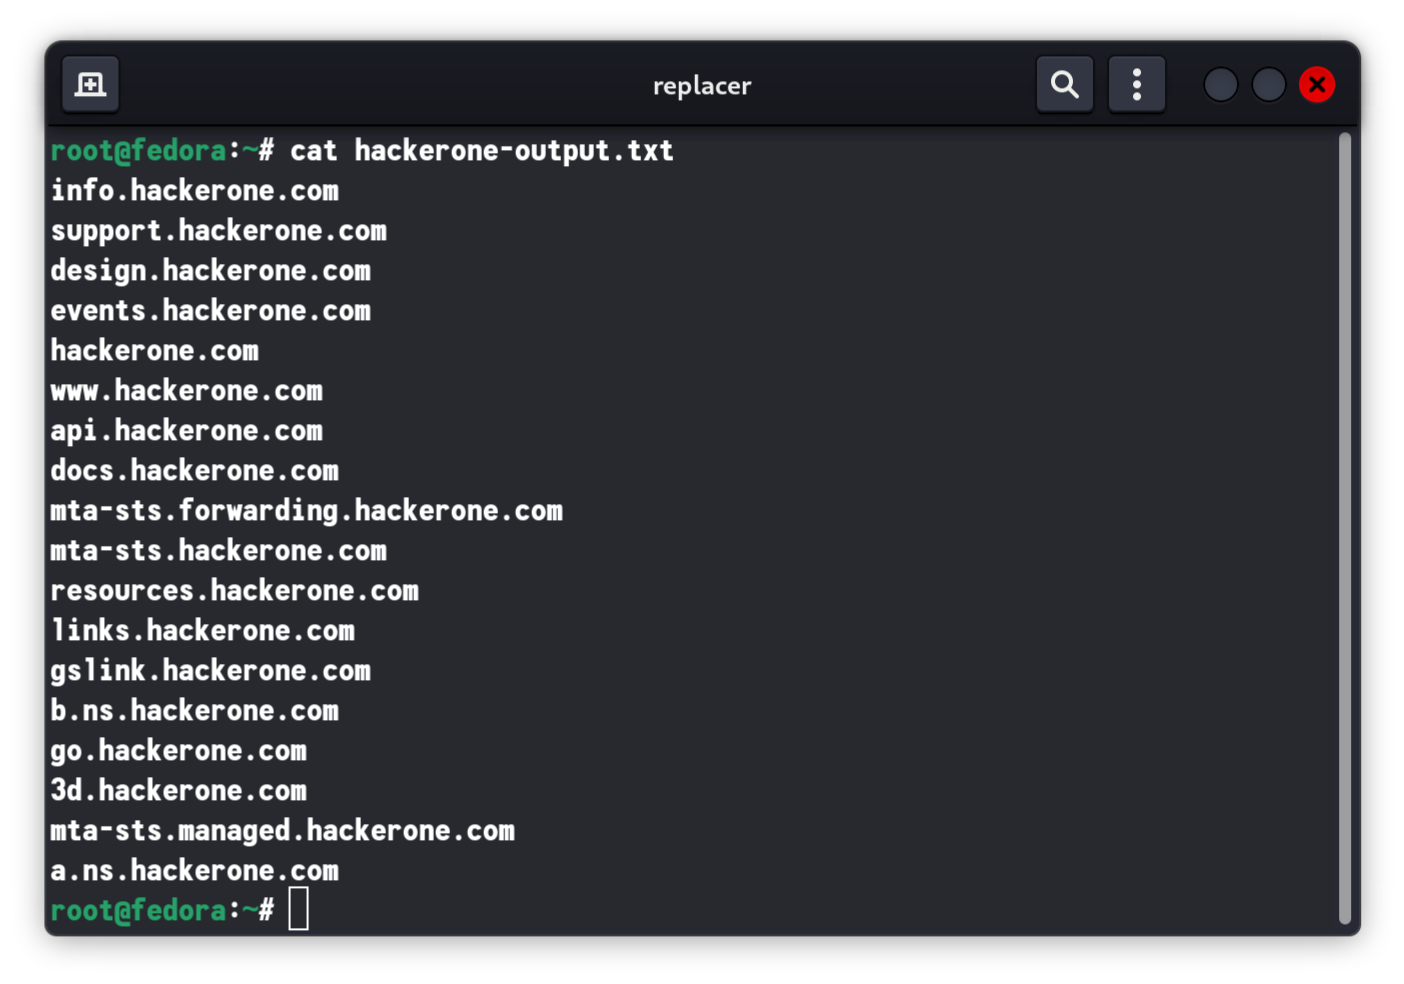 replacer
root@fedora:~# cat hackerone-output.txt
info.hackerone.com
support.hackerone.com
design.hackerone.com
events.hackerone.com
hackerone.com
www.hackerone.com
api.hackerone.com
docs.hackerone.com
mta-sts.forwarding.hackerone.com
mta-sts.hackerone.com
resources.hackerone.com
links.hackerone.com
gslink.hackerone.com
b.ns.hackerone.com
go.hackerone.com
3d.hackerone.com
mta-sts.managed.hackerone.com
a.ns.hackerone.com
root@fedora:~#